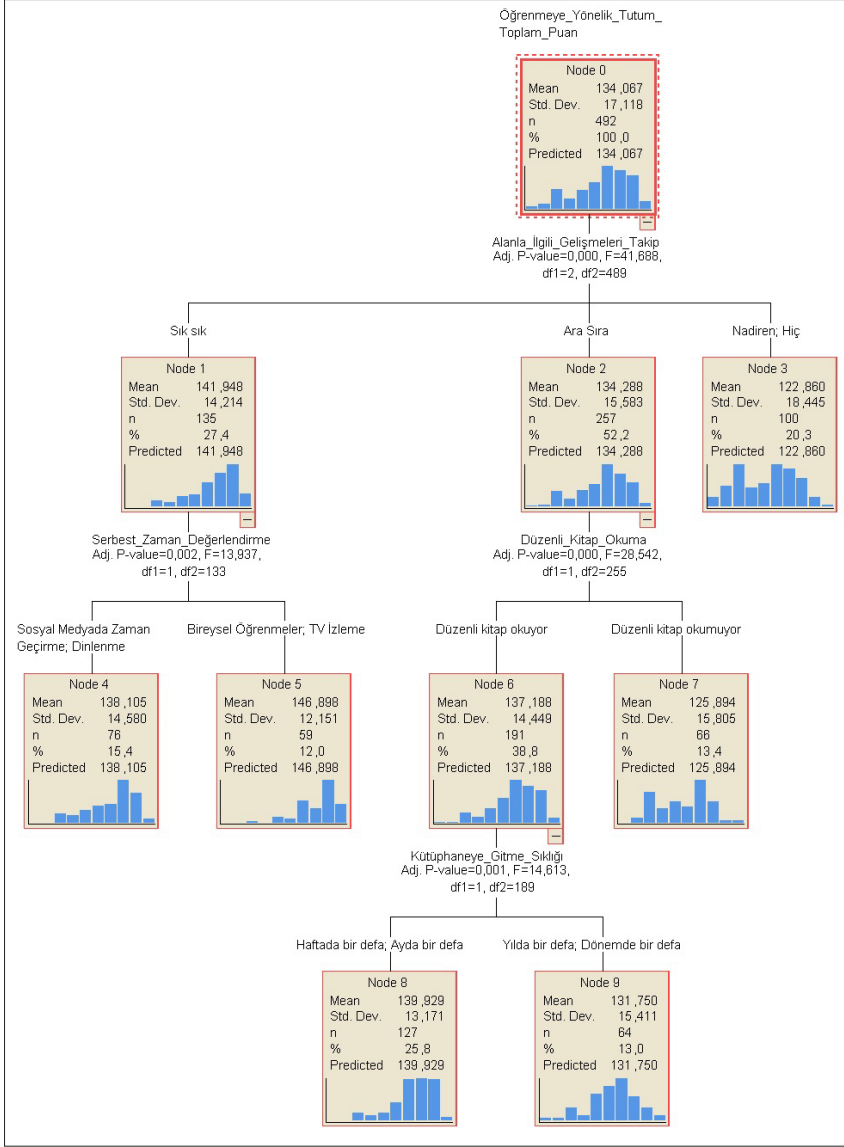 Öğrenmeye_Yönelik_Tutum_
Toplam_Puan
Node 0
Mean 134 ,067
Std. Dev. 17 ,118
n 492
% 100 ,0
Predicted 134 ,067
Alanla_İlgili_Gelişmeleri_Takip
Adj. P-value=0,000, F=41,688,
df1=2, df2=489
Sık sık
Node 1
Mean 141 ,948
Std. Dev. 14 ,214
n 135
% 27 ,4
Predicted 141 ,948
Ara Sıra
Node 2
Mean 134 ,288
Std. Dev. 15 ,583
n 257
% 52 ,2
Predicted 134 ,288
Nadiren; Hiç
Node 3
Mean 122 ,860
Std. Dev. 18 ,445
n 100
% 20 ,3
Predicted 122 ,860
Serbest_Zaman_Değerlendirme
Adj. P-value=0,002, F=13,937,
df1=1, df2=133
Düzenli_Kitap_Okuma
Adj. P-value=0,000, F=28,542,
df1=1, df2=255
Sosyal Medyada Zaman
Geçirme; Dinlenme
Node 4
Mean 138 ,105
Std. Dev. 14 ,580
n 76
% 15 ,4
Predicted 138 ,105
Bireysel Öğrenmeler; TV İzleme
Node 5
Mean 146 ,898
Std. Dev. 12 ,151
n 59
% 12 ,0
Predicted 146 ,898
Düzenli kitap okuyor
Node 6
Mean 137 ,188
Std. Dev. 14 ,449
n 191
% 38 ,8
Predicted 137 ,188
Düzenli kitap okumuyor
Node 7
Mean 125 ,894
Std. Dev. 15 ,805
n 66
% 13 ,4
Predicted 125 ,894
Kütüphaneye_Gitme_Sıklığı
Adj. P-value=0,001, F=14,613,
df1=1, df2=189
Haftada bir defa; Ayda bir defa
Node 8
Mean 139 ,929
Std. Dev. 13 ,171
n 127
% 25 ,8
Predicted 139 ,929
Yılda bir defa; Dönemde bir defa
Node 9
Mean 131 ,750
Std. Dev. 15 ,411
n 64
% 13 ,0
Predicted 131 ,750